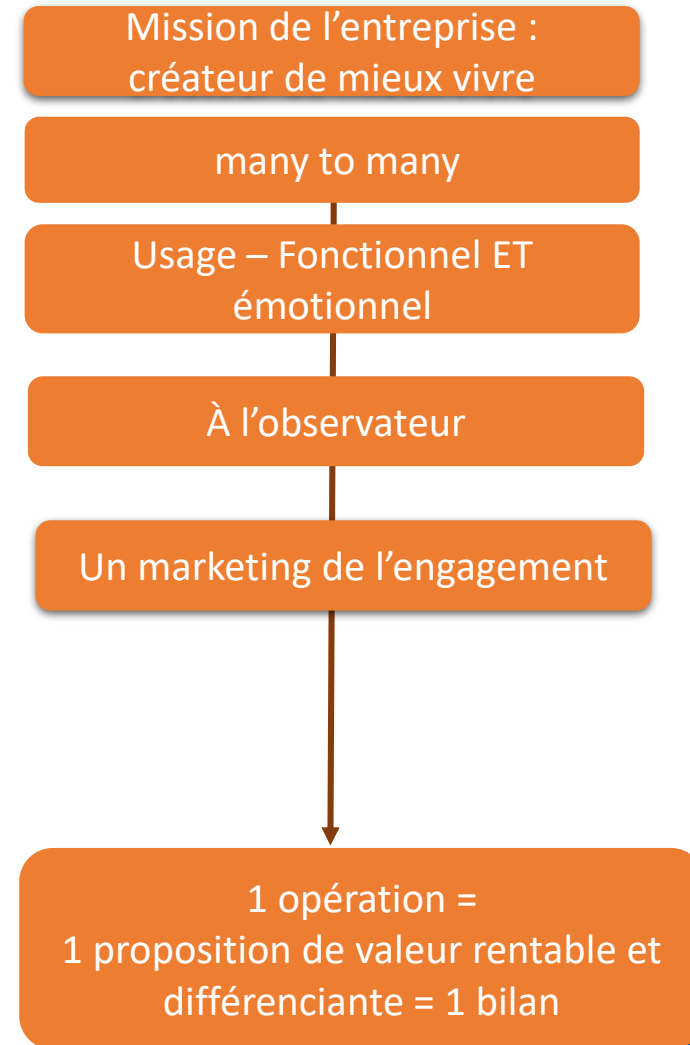 Mission de l’entreprise :
créateur de mieux vivre
many to many
Usage – Fonctionnel ET
émotionnel
À l’observateur
Un marketing de l’engagement
1 opération =
1 proposition de valeur rentable et
différenciante = 1 bilan